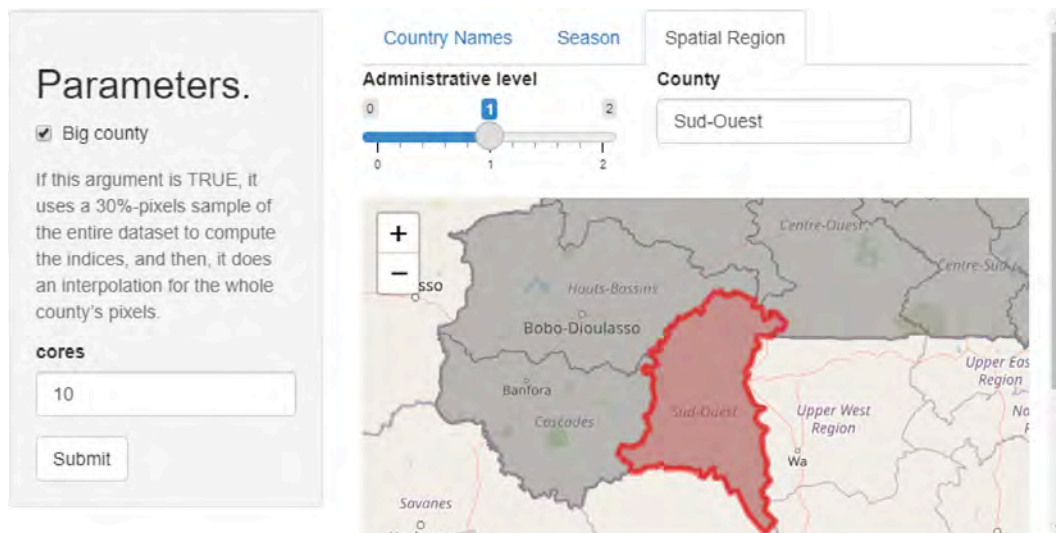 Parameters.
Big county
If this argument is TRUE, it
uses a 30%-pixels sample of
the entire dataset to compute
the indices, and then, it does
an interpolation for the whole
county's pixels.
cores
10
Submit
Country Names
Season
Spatial Region
Administrative level
0
1
2
0
1
2
County
Sud-Ouest
+
−
sso
Centre-Ouest
Centre-Sud
Hauts-Bassins
Bobo-Dioulasso
Upper Eas
Region
Banfora
Cascades
Sud-Ouest
Upper West
Region
No
Wa
Savanes